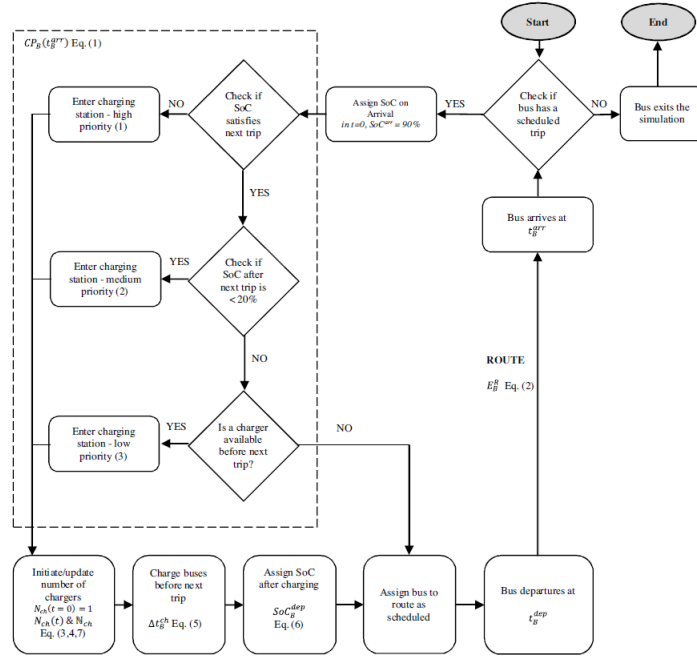 Start
End
CP_B(t_B^arr) Eq. (1)
Enter charging
station - high
priority (1)
NO
Check if
SoC
satisfies
next trip
Assign SoC on
Arrival
in t=0, SoC^arr = 90%
YES
Check if
bus has a
scheduled
trip
NO
Bus exits the
simulation
YES
Bus arrives at
t_B^arr
Enter charging
station - medium
priority (2)
YES
Check if
SoC after
next trip is
<20%
NO
ROUTE
E_B^R Eq. (2)
Enter charging
station - low
priority (3)
YES
Is a charger
available
before next
trip?
NO
Initiate/update
number of
chargers
N_ch(t = 0) = 1
N_ch(t) & ℕ_ch
Eq. (3,4,7)
Charge buses
before next
trip
Δt_B^ch Eq. (5)
Assign SoC
after charging
SoC_B^dep
Eq. (6)
Assign bus to
route as
scheduled
Bus departures at
t_B^dep